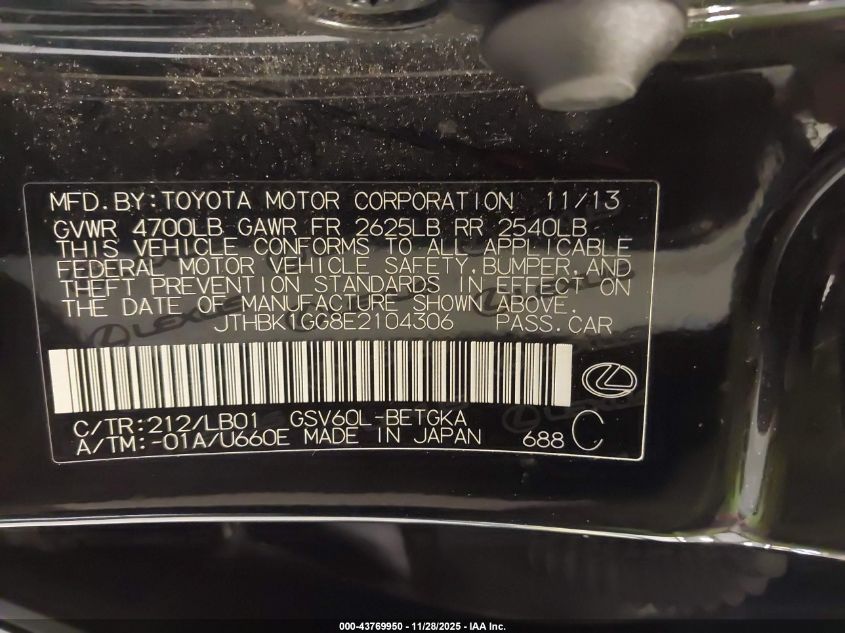 MFD. BY: TOYOTA MOTOR CORPORATION 11/13
GVWR 4700LB GAWR FR 2625LB RR 2540LB
THIS VEHICLE CONFORMS TO ALL APPLICABLE
FEDERAL MOTOR VEHICLE SAFETY, BUMPER, AND
THEFT PREVENTION STANDARDS IN EFFECT ON
THE DATE OF MANUFACTURE SHOWN ABOVE.
JTHBK1GG8E2104306 PASS. CAR
C/TR: 212/LB01 GSV60L-BETGKA
A/TM: -01A/U660E MADE IN JAPAN 688 C
000-43769950 - 11/28/2025 - IAA Inc.